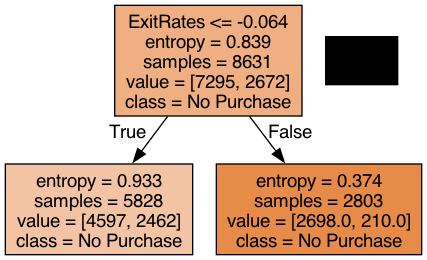 ExitRates <= -0.064
entropy = 0.839
samples = 8631
value = [7295, 2672]
class = No Purchase
True
False
entropy = 0.933
samples = 5828
value = [4597, 2462]
class = No Purchase
entropy = 0.374
samples = 2803
value = [2698.0, 210.0]
class = No Purchase